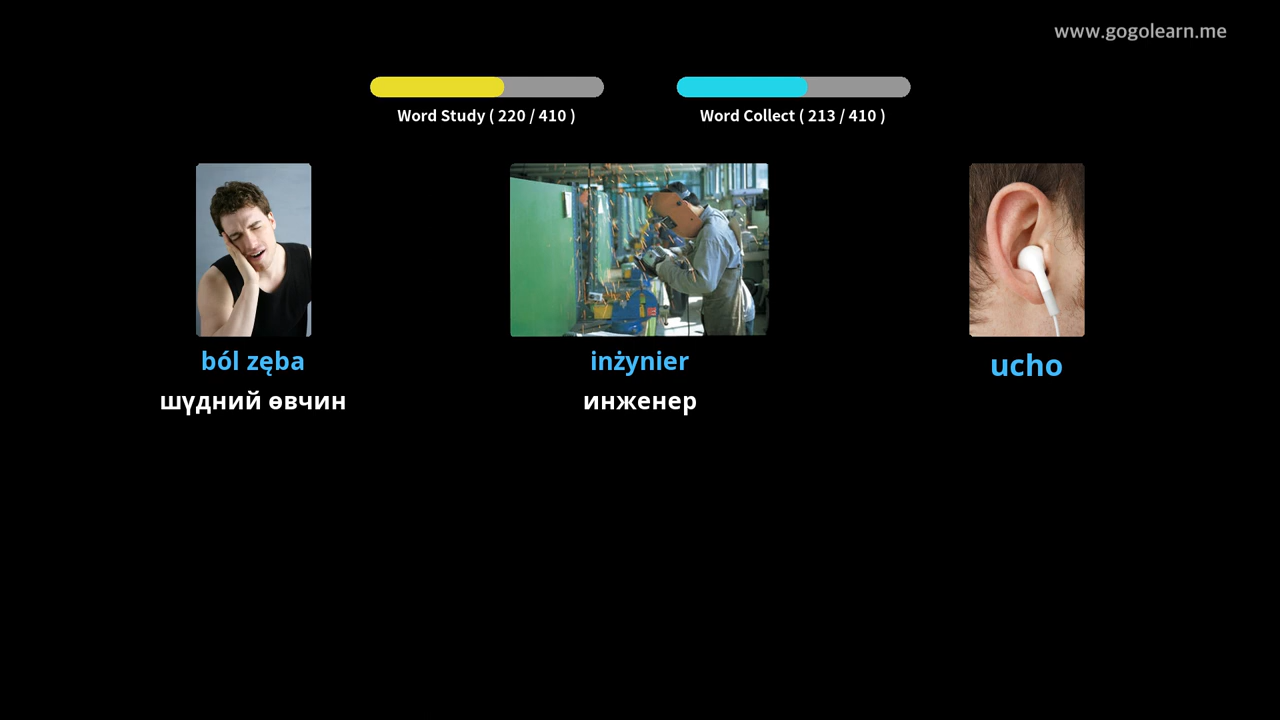 www.gogolearn.me
Word Study ( 220 / 410 )
Word Collect ( 213 / 410 )
ból zęba
шүдний өвчин
inżynier
инженер
ucho